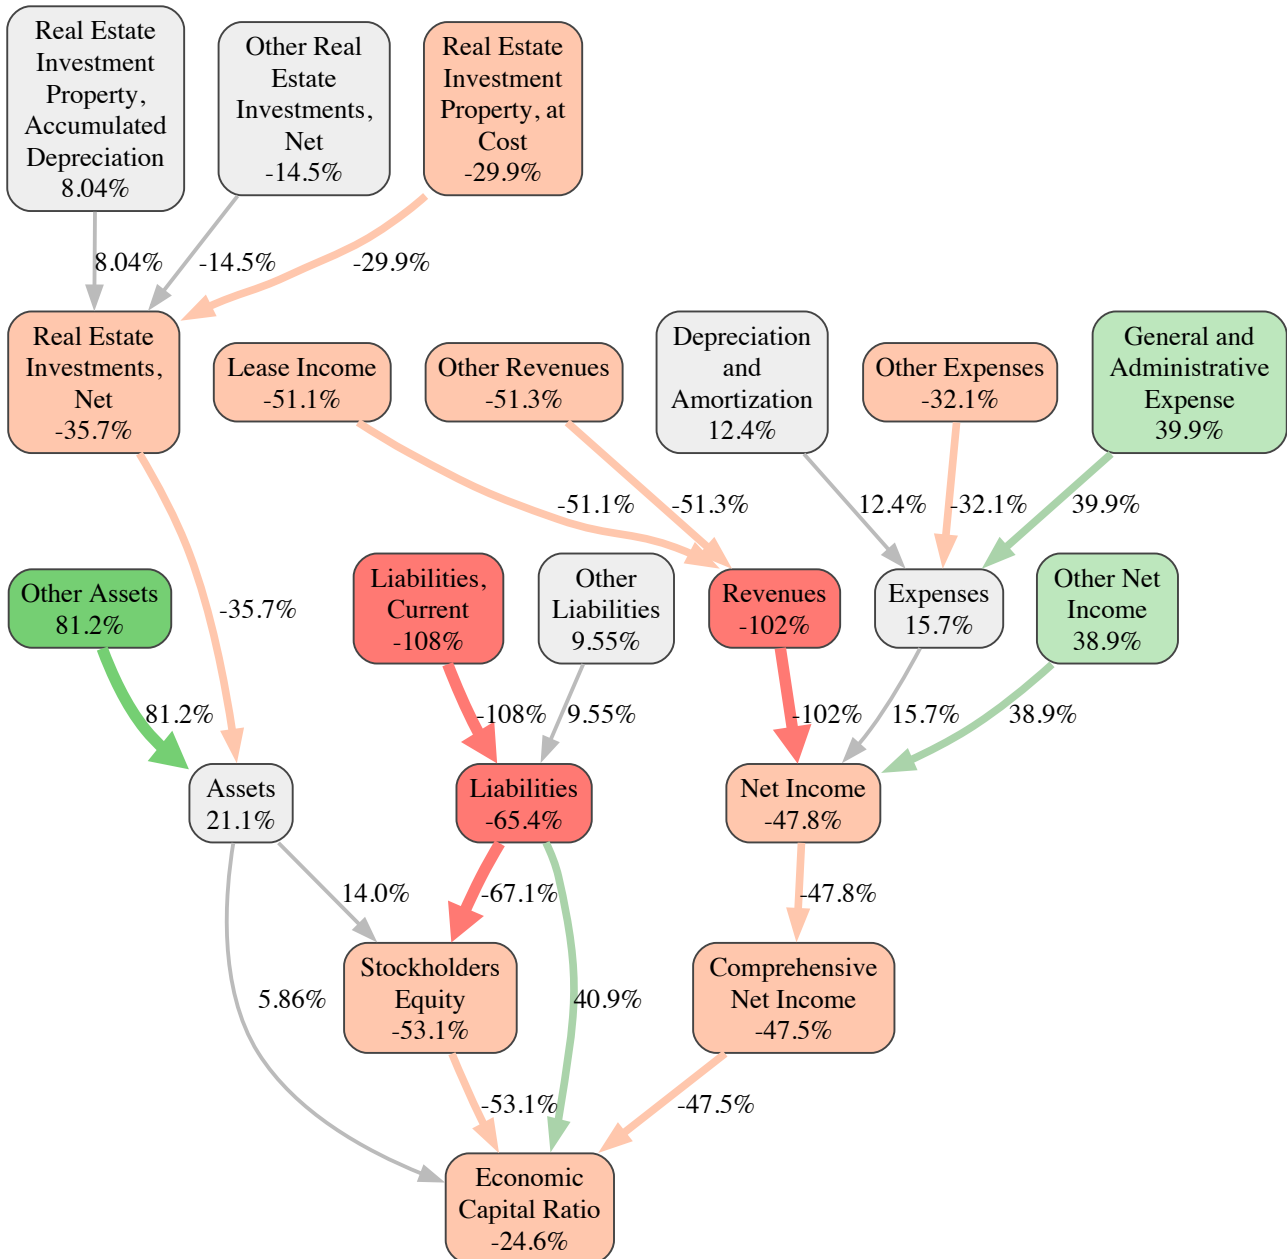 Real Estate
Investment
Property,
Accumulated
Depreciation
8.04%
Other Real
Estate
Investments,
Net
-14.5%
Real Estate
Investment
Property, at
Cost
-29.9%
8.04%
-14.5%
-29.9%
Real Estate
Investments,
Net
-35.7%
Lease Income
-51.1%
Other Revenues
-51.3%
Depreciation
and
Amortization
12.4%
Other Expenses
-32.1%
General and
Administrative
Expense
39.9%
-51.1%
-51.3%
12.4%
-32.1%
39.9%
Other Assets
81.2%
-35.7%
Liabilities,
Current
-108%
Other
Liabilities
9.55%
Revenues
-102%
Expenses
15.7%
Other Net
Income
38.9%
81.2%
-108%
9.55%
-102%
15.7%
38.9%
Assets
21.1%
Liabilities
-65.4%
Net Income
-47.8%
14.0%
-67.1%
-47.8%
5.86%
Stockholders
Equity
-53.1%
40.9%
Comprehensive
Net Income
-47.5%
-53.1%
-47.5%
Economic
Capital Ratio
-24.6%